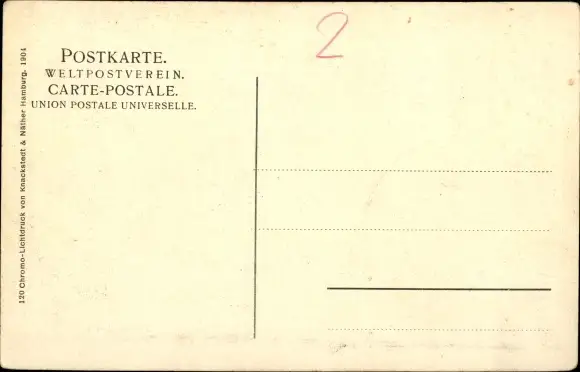 POSTKARTE.
WELTPOSTVEREIN.
CARTE-POSTALE.
UNION POSTALE UNIVERSELLE.
2
120 Chromo-Lichtdruck von Knackstedt & Näther Hamburg, 1904